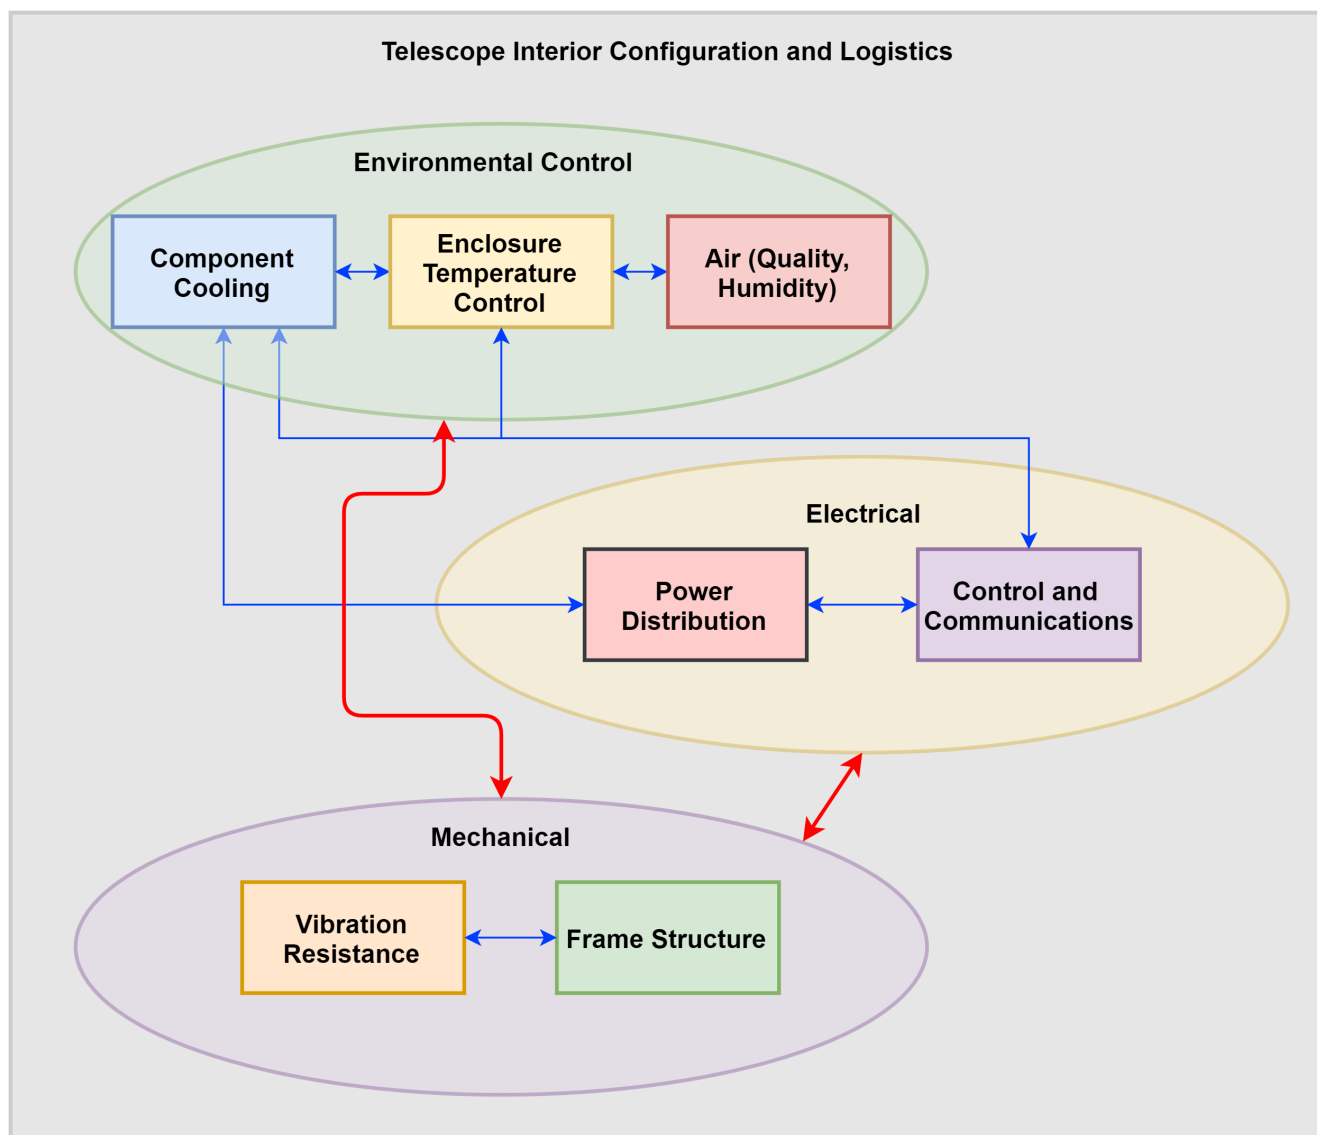 Telescope Interior Configuration and Logistics
Environmental Control
Component
Cooling
Enclosure
Temperature
Control
Air (Quality,
Humidity)
Electrical
Power
Distribution
Control and
Communications
Mechanical
Vibration
Resistance
Frame Structure